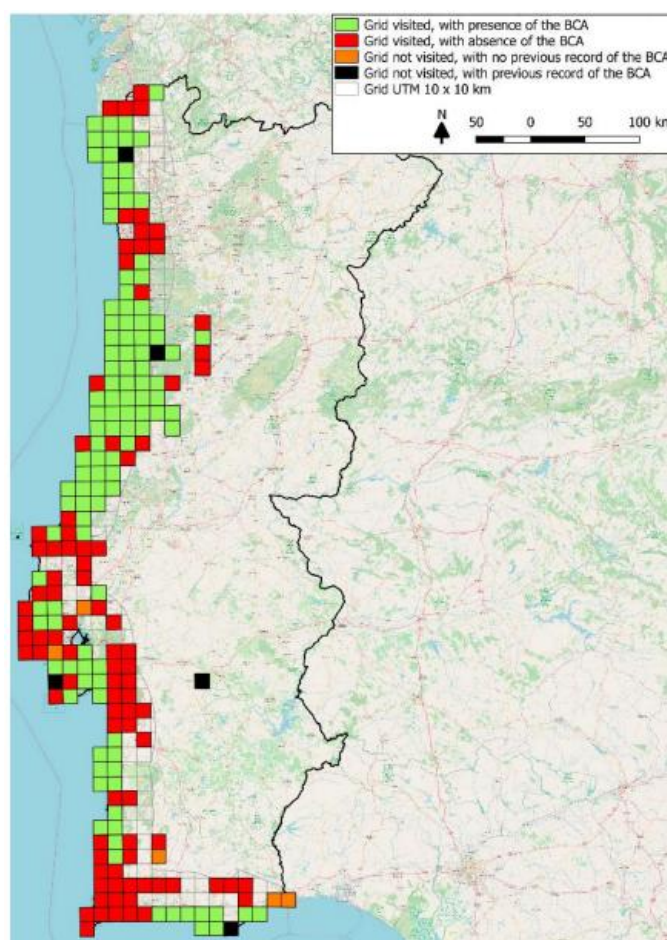 Grid visited, with presence of the BCA
Grid visited, with absence of the BCA
Grid not visited, with no previous record of the BCA
Grid not visited, with previous record of the BCA
Grid UTM 10 x 10 km
N
50 0 50 100 km